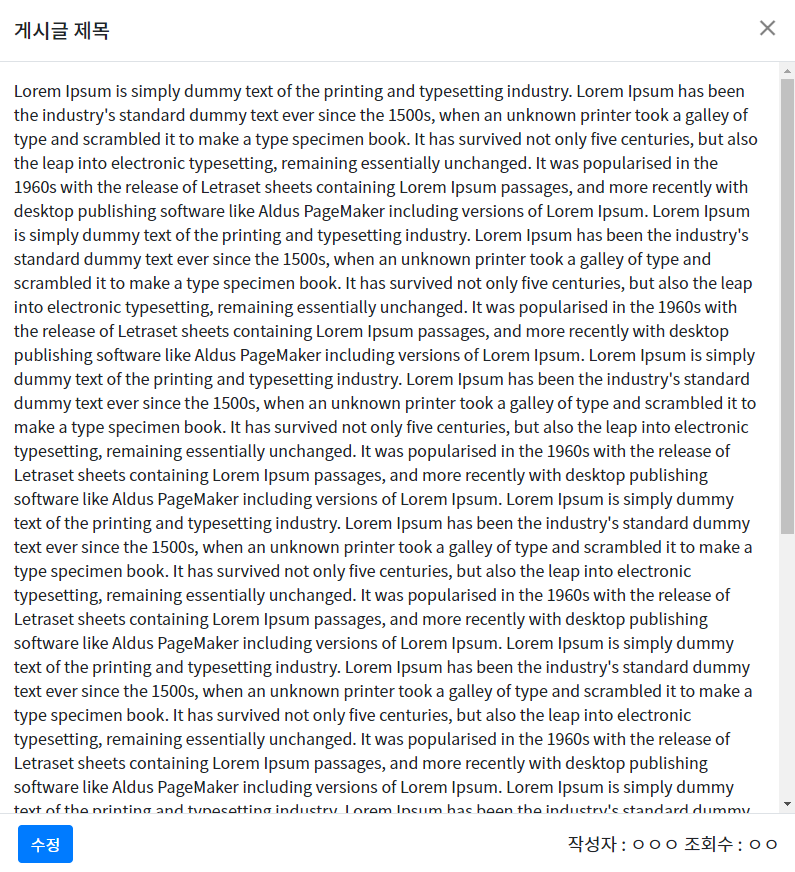 게시글 제목
Lorem Ipsum is simply dummy text of the printing and typesetting industry. Lorem Ipsum has been
the industry's standard dummy text ever since the 1500s, when an unknown printer took a galley of
type and scrambled it to make a type specimen book. It has survived not only five centuries, but also
the leap into electronic typesetting, remaining essentially unchanged. It was popularised in the
1960s with the release of Letraset sheets containing Lorem Ipsum passages, and more recently with
desktop publishing software like Aldus PageMaker including versions of Lorem Ipsum. Lorem Ipsum
is simply dummy text of the printing and typesetting industry. Lorem Ipsum has been the industry's
standard dummy text ever since the 1500s, when an unknown printer took a galley of type and
scrambled it to make a type specimen book. It has survived not only five centuries, but also the leap
into electronic typesetting, remaining essentially unchanged. It was popularised in the 1960s with
the release of Letraset sheets containing Lorem Ipsum passages, and more recently with desktop
publishing software like Aldus PageMaker including versions of Lorem Ipsum. Lorem Ipsum is simply
dummy text of the printing and typesetting industry. Lorem Ipsum has been the industry's standard
dummy text ever since the 1500s, when an unknown printer took a galley of type and scrambled it to
make a type specimen book. It has survived not only five centuries, but also the leap into electronic
typesetting, remaining essentially unchanged. It was popularised in the 1960s with the release of
Letraset sheets containing Lorem Ipsum passages, and more recently with desktop publishing
software like Aldus PageMaker including versions of Lorem Ipsum. Lorem Ipsum is simply dummy
text of the printing and typesetting industry. Lorem Ipsum has been the industry's standard dummy
text ever since the 1500s, when an unknown printer took a galley of type and scrambled it to make a
type specimen book. It has survived not only five centuries, but also the leap into electronic
typesetting, remaining essentially unchanged. It was popularised in the 1960s with the release of
Letraset sheets containing Lorem Ipsum passages, and more recently with desktop publishing
software like Aldus PageMaker including versions of Lorem Ipsum. Lorem Ipsum is simply dummy
text of the printing and typesetting industry. Lorem Ipsum has been the industry's standard dummy
text ever since the 1500s, when an unknown printer took a galley of type and scrambled it to make a
type specimen book. It has survived not only five centuries, but also the leap into electronic
typesetting, remaining essentially unchanged. It was popularised in the 1960s with the release of
Letraset sheets containing Lorem Ipsum passages, and more recently with desktop publishing
software like Aldus PageMaker including versions of Lorem Ipsum. Lorem Ipsum is simply dummy
text of the printing and typesetting industry. Lorem Ipsum has been the industry's standard dummy
수정
작성자 : ㅇㅇㅇ 조회수 : ㅇㅇ